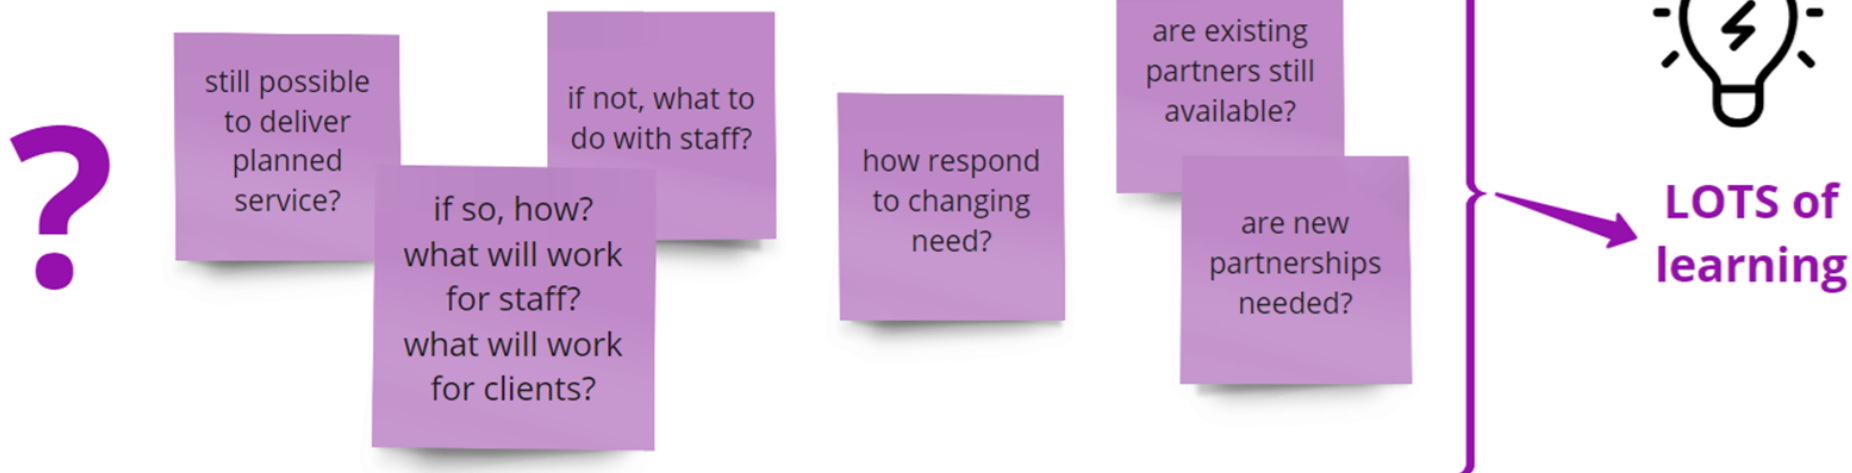 ?
still possible
to deliver
planned
service?
if so, how?
what will work
for staff?
what will work
for clients?
if not, what to
do with staff?
how respond
to changing
need?
are existing
partners still
available?
are new
partnerships
needed?
LOTS of
learning